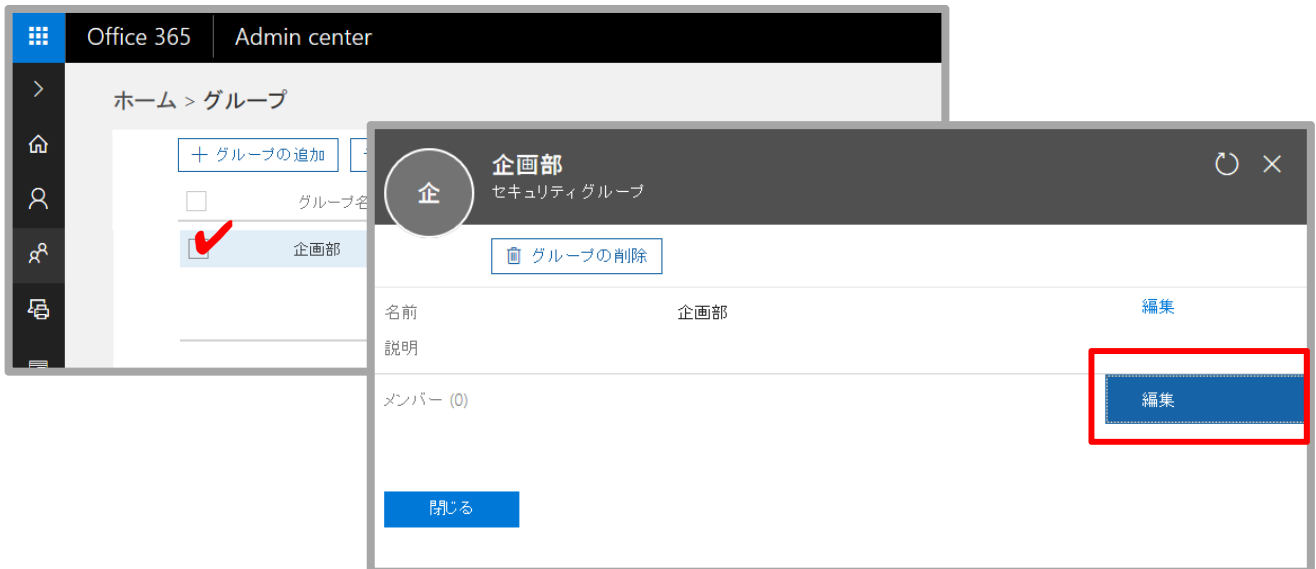 Office 365 Admin center
ホーム > グループ
+ グループの追加
グループ名
企画部
企
企画部
セキュリティグループ
グループの削除
名前 企画部 編集
説明
メンバー (0) 編集
閉じる